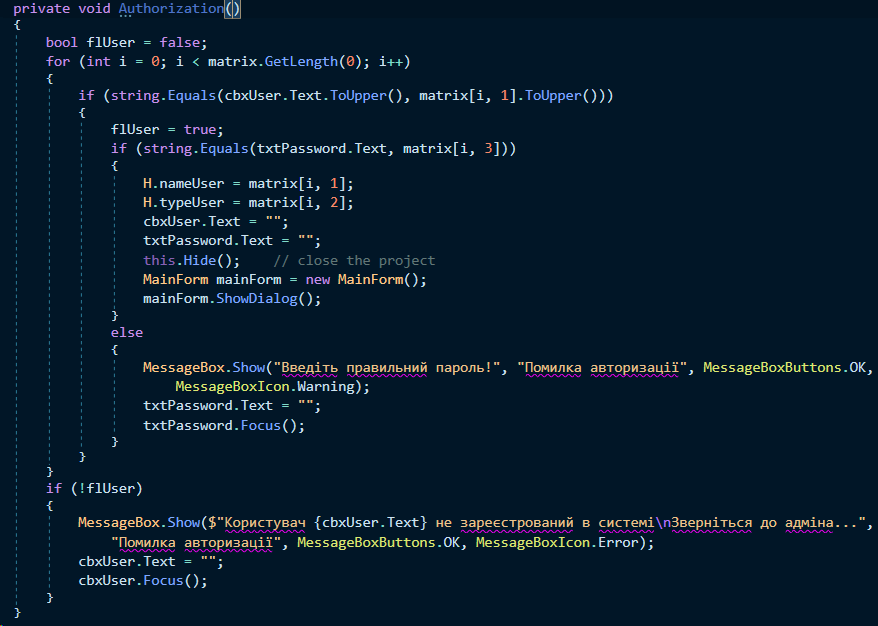 private void Authorization()
{
bool flUser = false;
for (int i = 0; i < matrix.GetLength(0); i++)
{
if (string.Equals(cbxUser.Text.ToUpper(), matrix[i, 1].ToUpper()))
{
flUser = true;
if (string.Equals(txtPassword.Text, matrix[i, 3]))
{
H.nameUser = matrix[i, 1];
H.typeUser = matrix[i, 2];
cbxUser.Text = "";
txtPassword.Text = "";
this.Hide();    // close the project
MainForm mainForm = new MainForm();
mainForm.ShowDialog();
}
else
{
MessageBox.Show("Введіть правильний пароль!", "Помилка авторизації", MessageBoxButtons.OK,
MessageBoxIcon.Warning);
txtPassword.Text = "";
txtPassword.Focus();
}
}
}
if (!flUser)
{
MessageBox.Show($"Користувач {cbxUser.Text} не зареєстрований в системі\nЗверніться до адміна...",
"Помилка авторизації", MessageBoxButtons.OK, MessageBoxIcon.Error);
cbxUser.Text = "";
cbxUser.Focus();
}
}